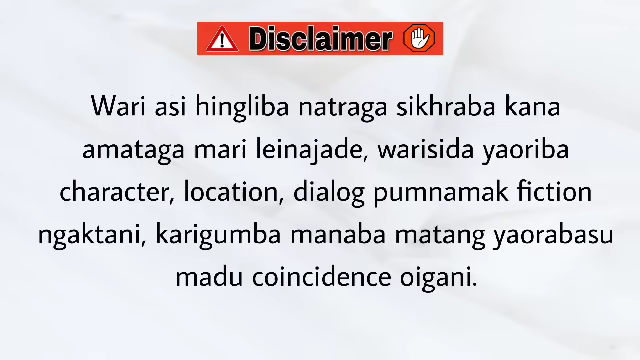 Disclaimer
Wari asi hingliba natraga sikhraba kana
amataga mari leinajade, warisida yaoriba
character, location, dialog pumnamak fiction
ngaktani, karigumba manaba matang yaorabasu
madu coincidence oigani.